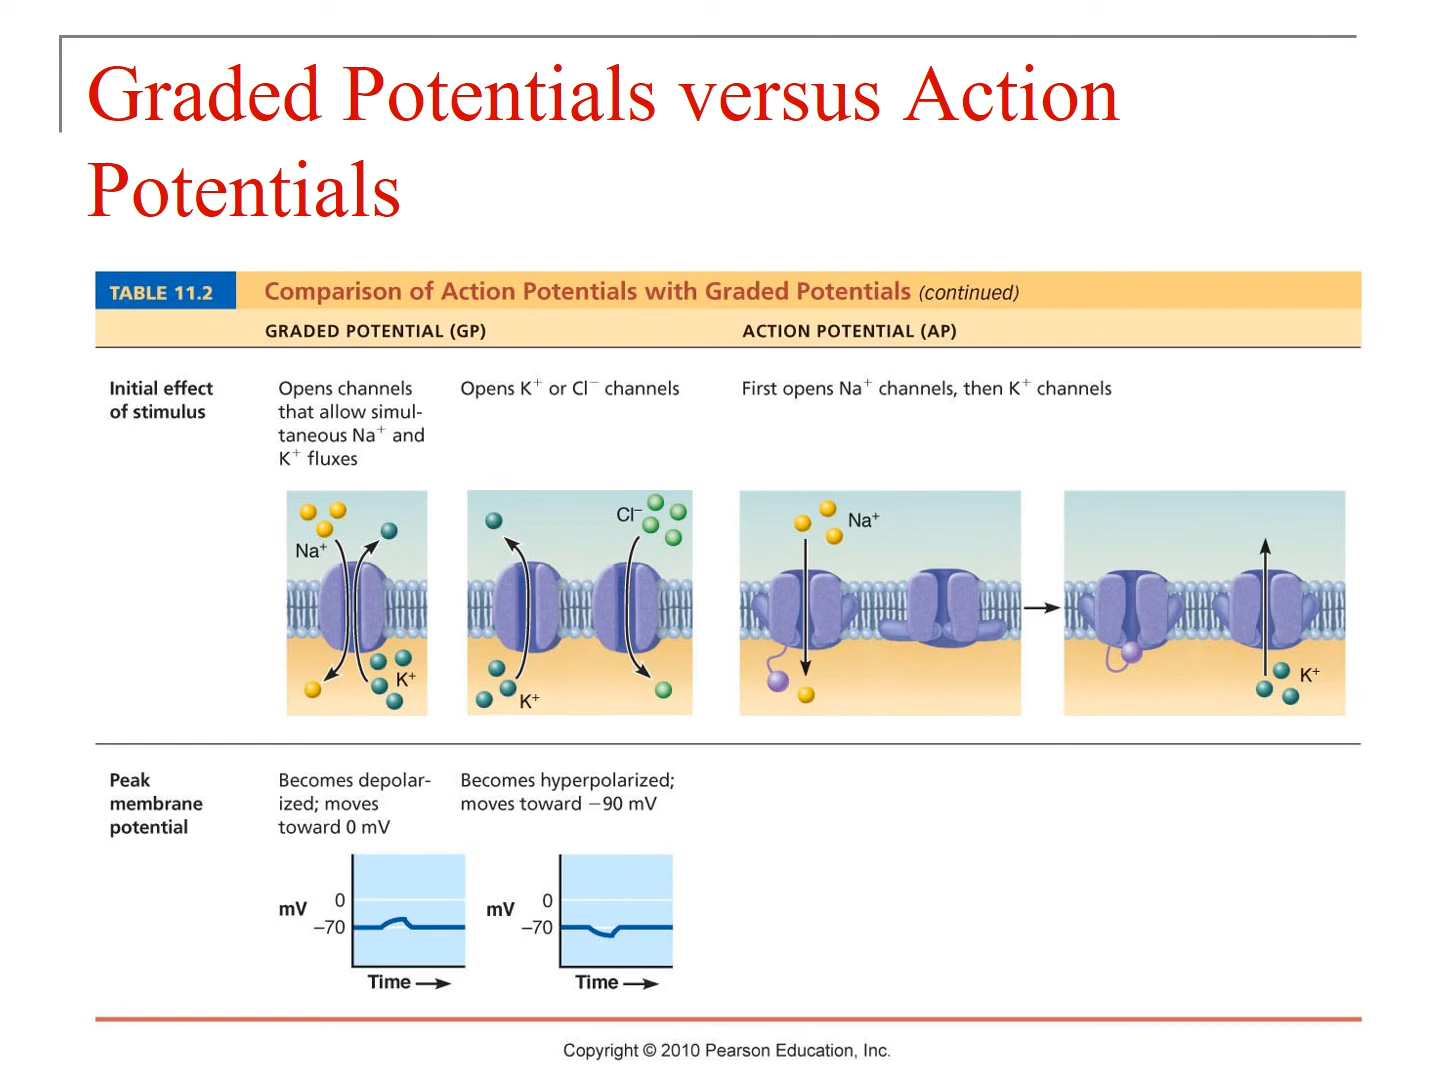 Graded Potentials versus Action
Potentials
TABLE 11.2
Comparison of Action Potentials with Graded Potentials (continued)
GRADED POTENTIAL (GP)
ACTION POTENTIAL (AP)
Initial effect
of stimulus
Opens channels
that allow simul-
taneous Na⁺ and
K⁺ fluxes
Opens K⁺ or Cl⁻ channels
First opens Na⁺ channels, then K⁺ channels
Na⁺
K⁺
Cl⁻
K⁺
Na⁺
K⁺
Peak
membrane
potential
Becomes depolar-
ized; moves
toward 0 mV
Becomes hyperpolarized;
moves toward −90 mV
mV
0
−70
Time
mV
0
−70
Time
Copyright © 2010 Pearson Education, Inc.